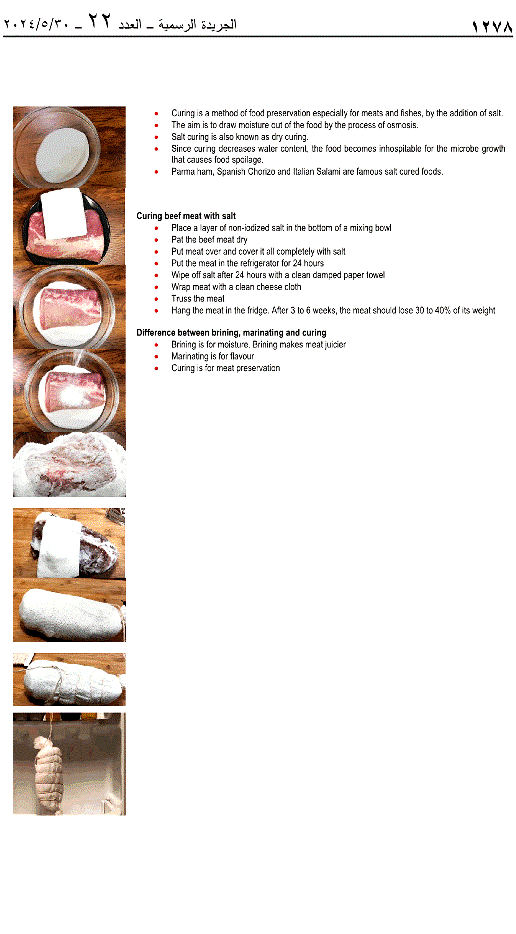 ١٢٧٨ الجريدة الرسمية ــ العدد ٢٢ ــ ٢٠٢٤/٥/٣٠
• Curing is a method of food preservation especially for meats and fishes, by the addition of salt.
• The aim is to draw moisture out of the food by the process of osmosis.
• Salt curing is also known as dry curing.
• Since curing decreases water content, the food becomes inhospitable for the microbe growth
that causes food spoilage.
• Parma ham, Spanish Chorizo and Italian Salami are famous salt cured foods.
Curing beef meat with salt
• Place a layer of non-iodized salt in the bottom of a mixing bowl
• Pat the beef meat dry
• Put meat over and cover it all completely with salt
• Put the meat in the refrigerator for 24 hours
• Wipe off salt after 24 hours with a clean damped paper towel
• Wrap meat with a clean cheese cloth
• Truss the meat
• Hang the meat in the fridge. After 3 to 6 weeks, the meat should lose 30 to 40% of its weight
Difference between brining, marinating and curing
• Brining is for moisture. Brining makes meat juicier
• Marinating is for flavour
• Curing is for meat preservation